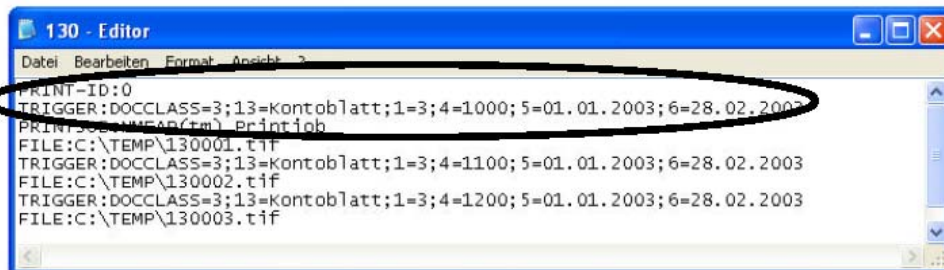 130 - Editor
Datei Bearbeiten Format Ansicht ?
PRINT-ID:0
TRIGGER:DOCCLASS=3;13=Kontoblatt;1=3;4=1000;5=01.01.2003;6=28.02.2003
(tm) Printjob
FILE:C:\TEMP\130001.tif
TRIGGER:DOCCLASS=3;13=Kontoblatt;1=3;4=1100;5=01.01.2003;6=28.02.2003
FILE:C:\TEMP\130002.tif
TRIGGER:DOCCLASS=3;13=Kontoblatt;1=3;4=1200;5=01.01.2003;6=28.02.2003
FILE:C:\TEMP\130003.tif